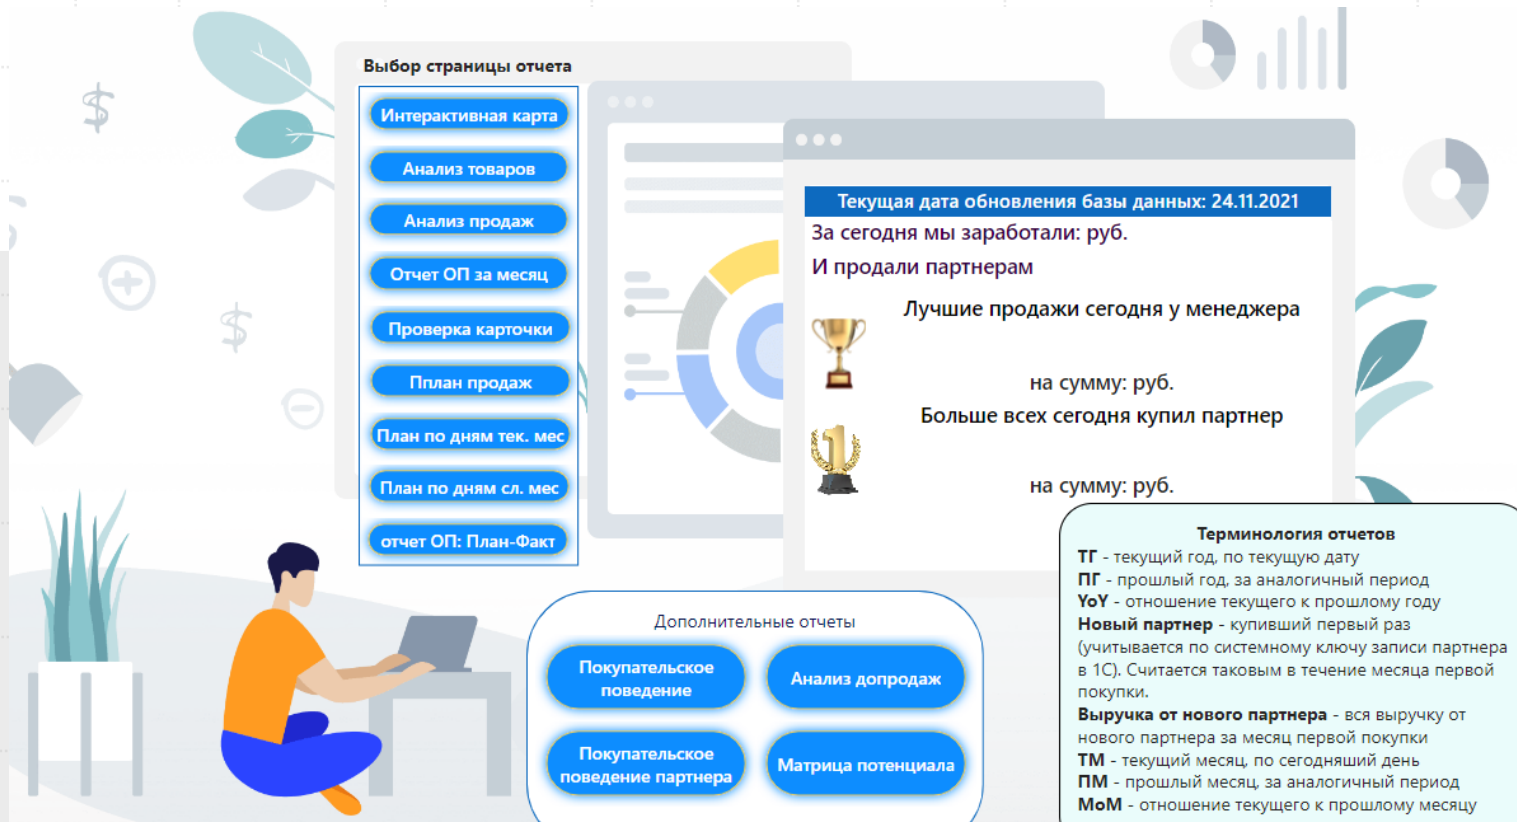 Выбор страницы отчета
Интерактивная карта
Анализ товаров
Анализ продаж
Отчет ОП за месяц
Проверка карточки
Пплан продаж
План по дням тек. мес
План по дням сл. мес
отчет ОП: План-Факт
Текущая дата обновления базы данных: 24.11.2021
За сегодня мы заработали: руб.
И продали партнерам
Лучшие продажи сегодня у менеджера
на сумму: руб.
Больше всех сегодня купил партнер
1
на сумму: руб.
Дополнительные отчеты
Покупательское
поведение
Анализ допродаж
Покупательское
поведение партнера
Матрица потенциала
Терминология отчетов
ТГ - текущий год, по текущую дату
ПГ - прошлый год, за аналогичный период
YoY - отношение текущего к прошлому году
Новый партнер - купивший первый раз
(учитывается по системному ключу записи партнера
в 1С). Считается таковым в течение месяца первой
покупки.
Выручка от нового партнера - вся выручку от
нового партнера за месяц первой покупки
ТМ - текущий месяц, по сегодняший день
ПМ - прошлый месяц, за аналогичный период
МоМ - отношение текущего к прошлому месяцу